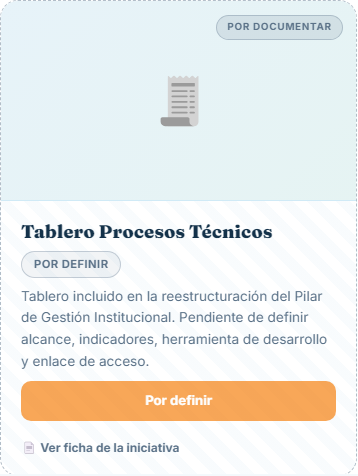 POR DOCUMENTAR
Tablero Procesos Técnicos
POR DEFINIR
Tablero incluido en la reestructuración del Pilar
de Gestión Institucional. Pendiente de definir
alcance, indicadores, herramienta de desarrollo
y enlace de acceso.
Por definir
Ver ficha de la iniciativa